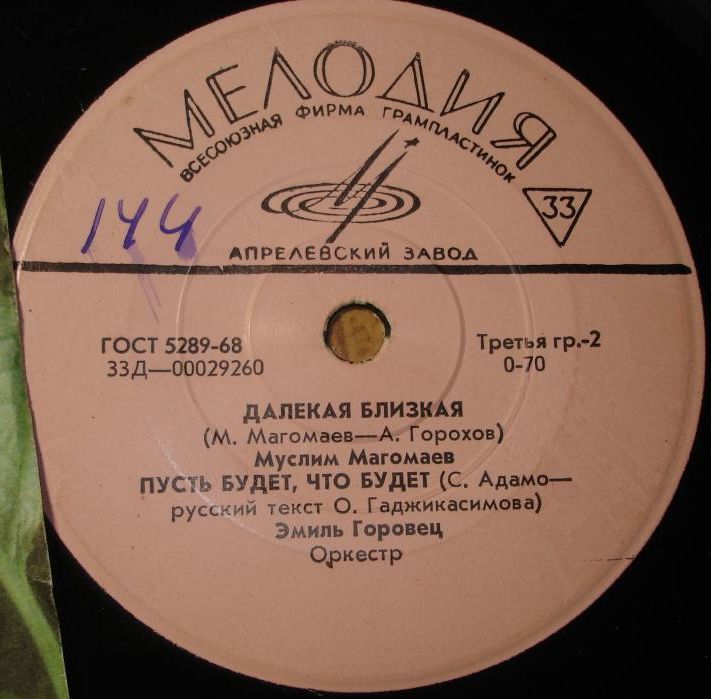 МЕЛОДИЯ
ВСЕСОЮЗНАЯ ФИРМА ГРАМПЛАСТИНОК
33
144
АПРЕЛЕВСКИЙ ЗАВОД
ГОСТ 5289-68 Третья гр.-2
33Д—00029260 0-70
ДАЛЕКАЯ БЛИЗКАЯ
(М. Магомаев—А. Горохов)
Муслим Магомаев
ПУСТЬ БУДЕТ, ЧТО БУДЕТ (С. Адамо—
русский текст О. Гаджикасимова)
Эмиль Горовец
Оркестр